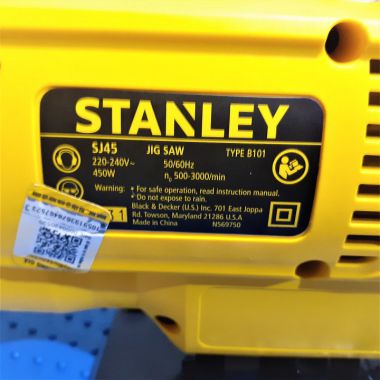 STANLEY
SJ45 JIG SAW TYPE B101
220-240V~ 50/60Hz
450W n₀ 500-3000/min
Warning: • For safe operation, read instruction manual.
• Do not expose to rain.
Black & Decker (U.S.) Inc. 701 East Joppa
Rd. Towson, Maryland 21286 U.S.A
Made in China N569750